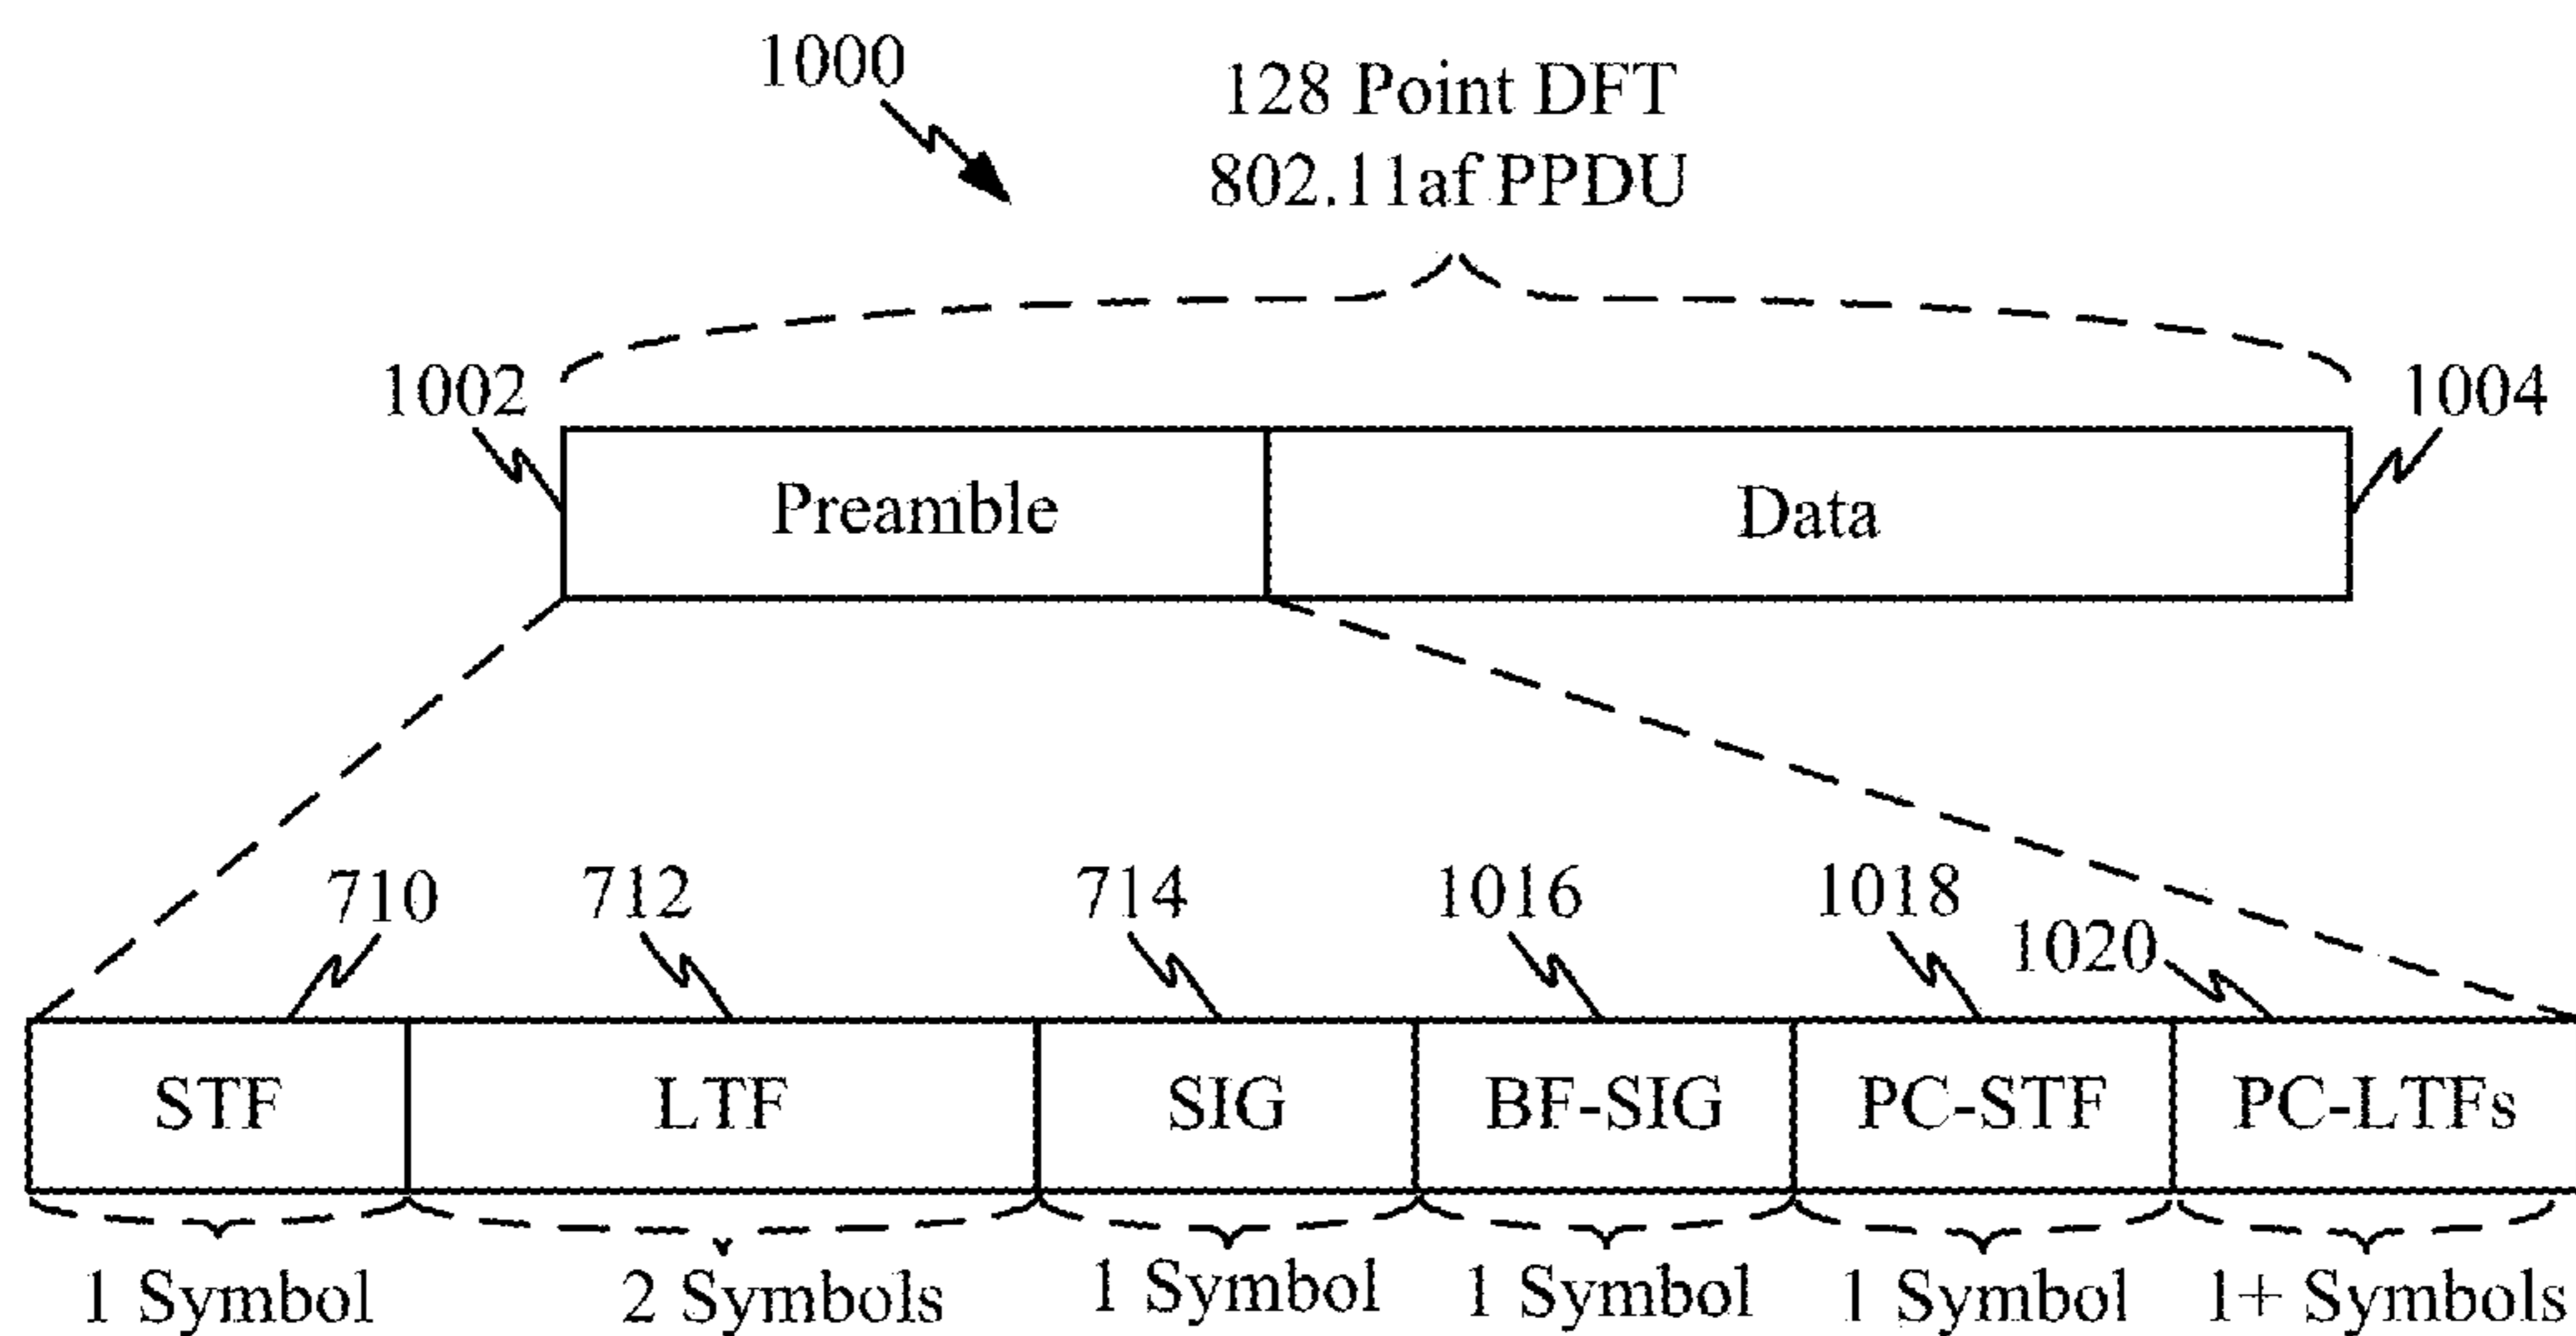 1000
128 Point DFT
802.11af PPDU
1002
1004
Preamble
Data
710
712
714
1016
1018
1020
STF
LTF
SIG
BF-SIG
PC-STF
PC-LTFs
1 Symbol
2 Symbols
1 Symbol
1 Symbol
1 Symbol
1+ Symbols